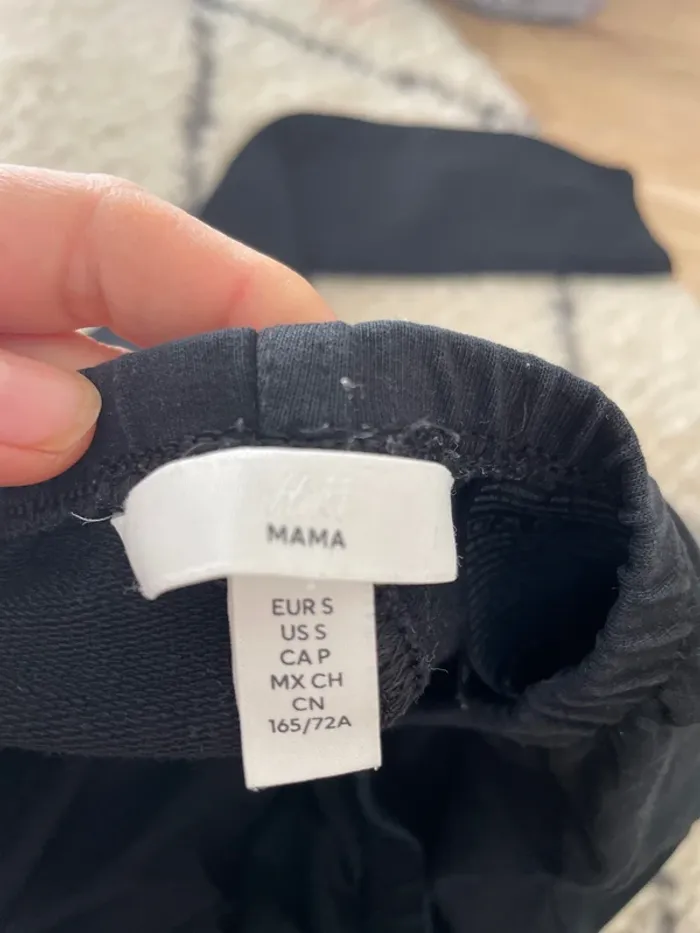 H&M
MAMA
EUR S
US S
CA P
MX CH
CN
165/72A